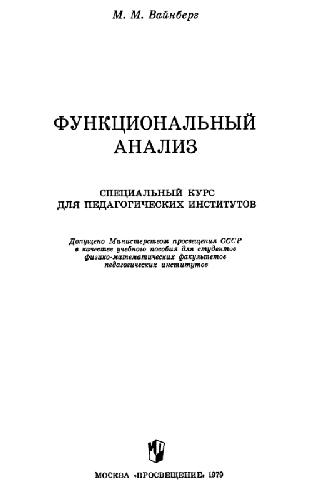 М. М. Вайнберг
ФУНКЦИОНАЛЬНЫЙ
АНАЛИЗ
СПЕЦИАЛЬНЫЙ КУРС
ДЛЯ ПЕДАГОГИЧЕСКИХ ИНСТИТУТОВ
Допущено Министерством просвещения СССР
в качестве учебного пособия для студентов
физико-математических факультетов
педагогических институтов
МОСКВА «ПРОСВЕЩЕНИЕ» 1979